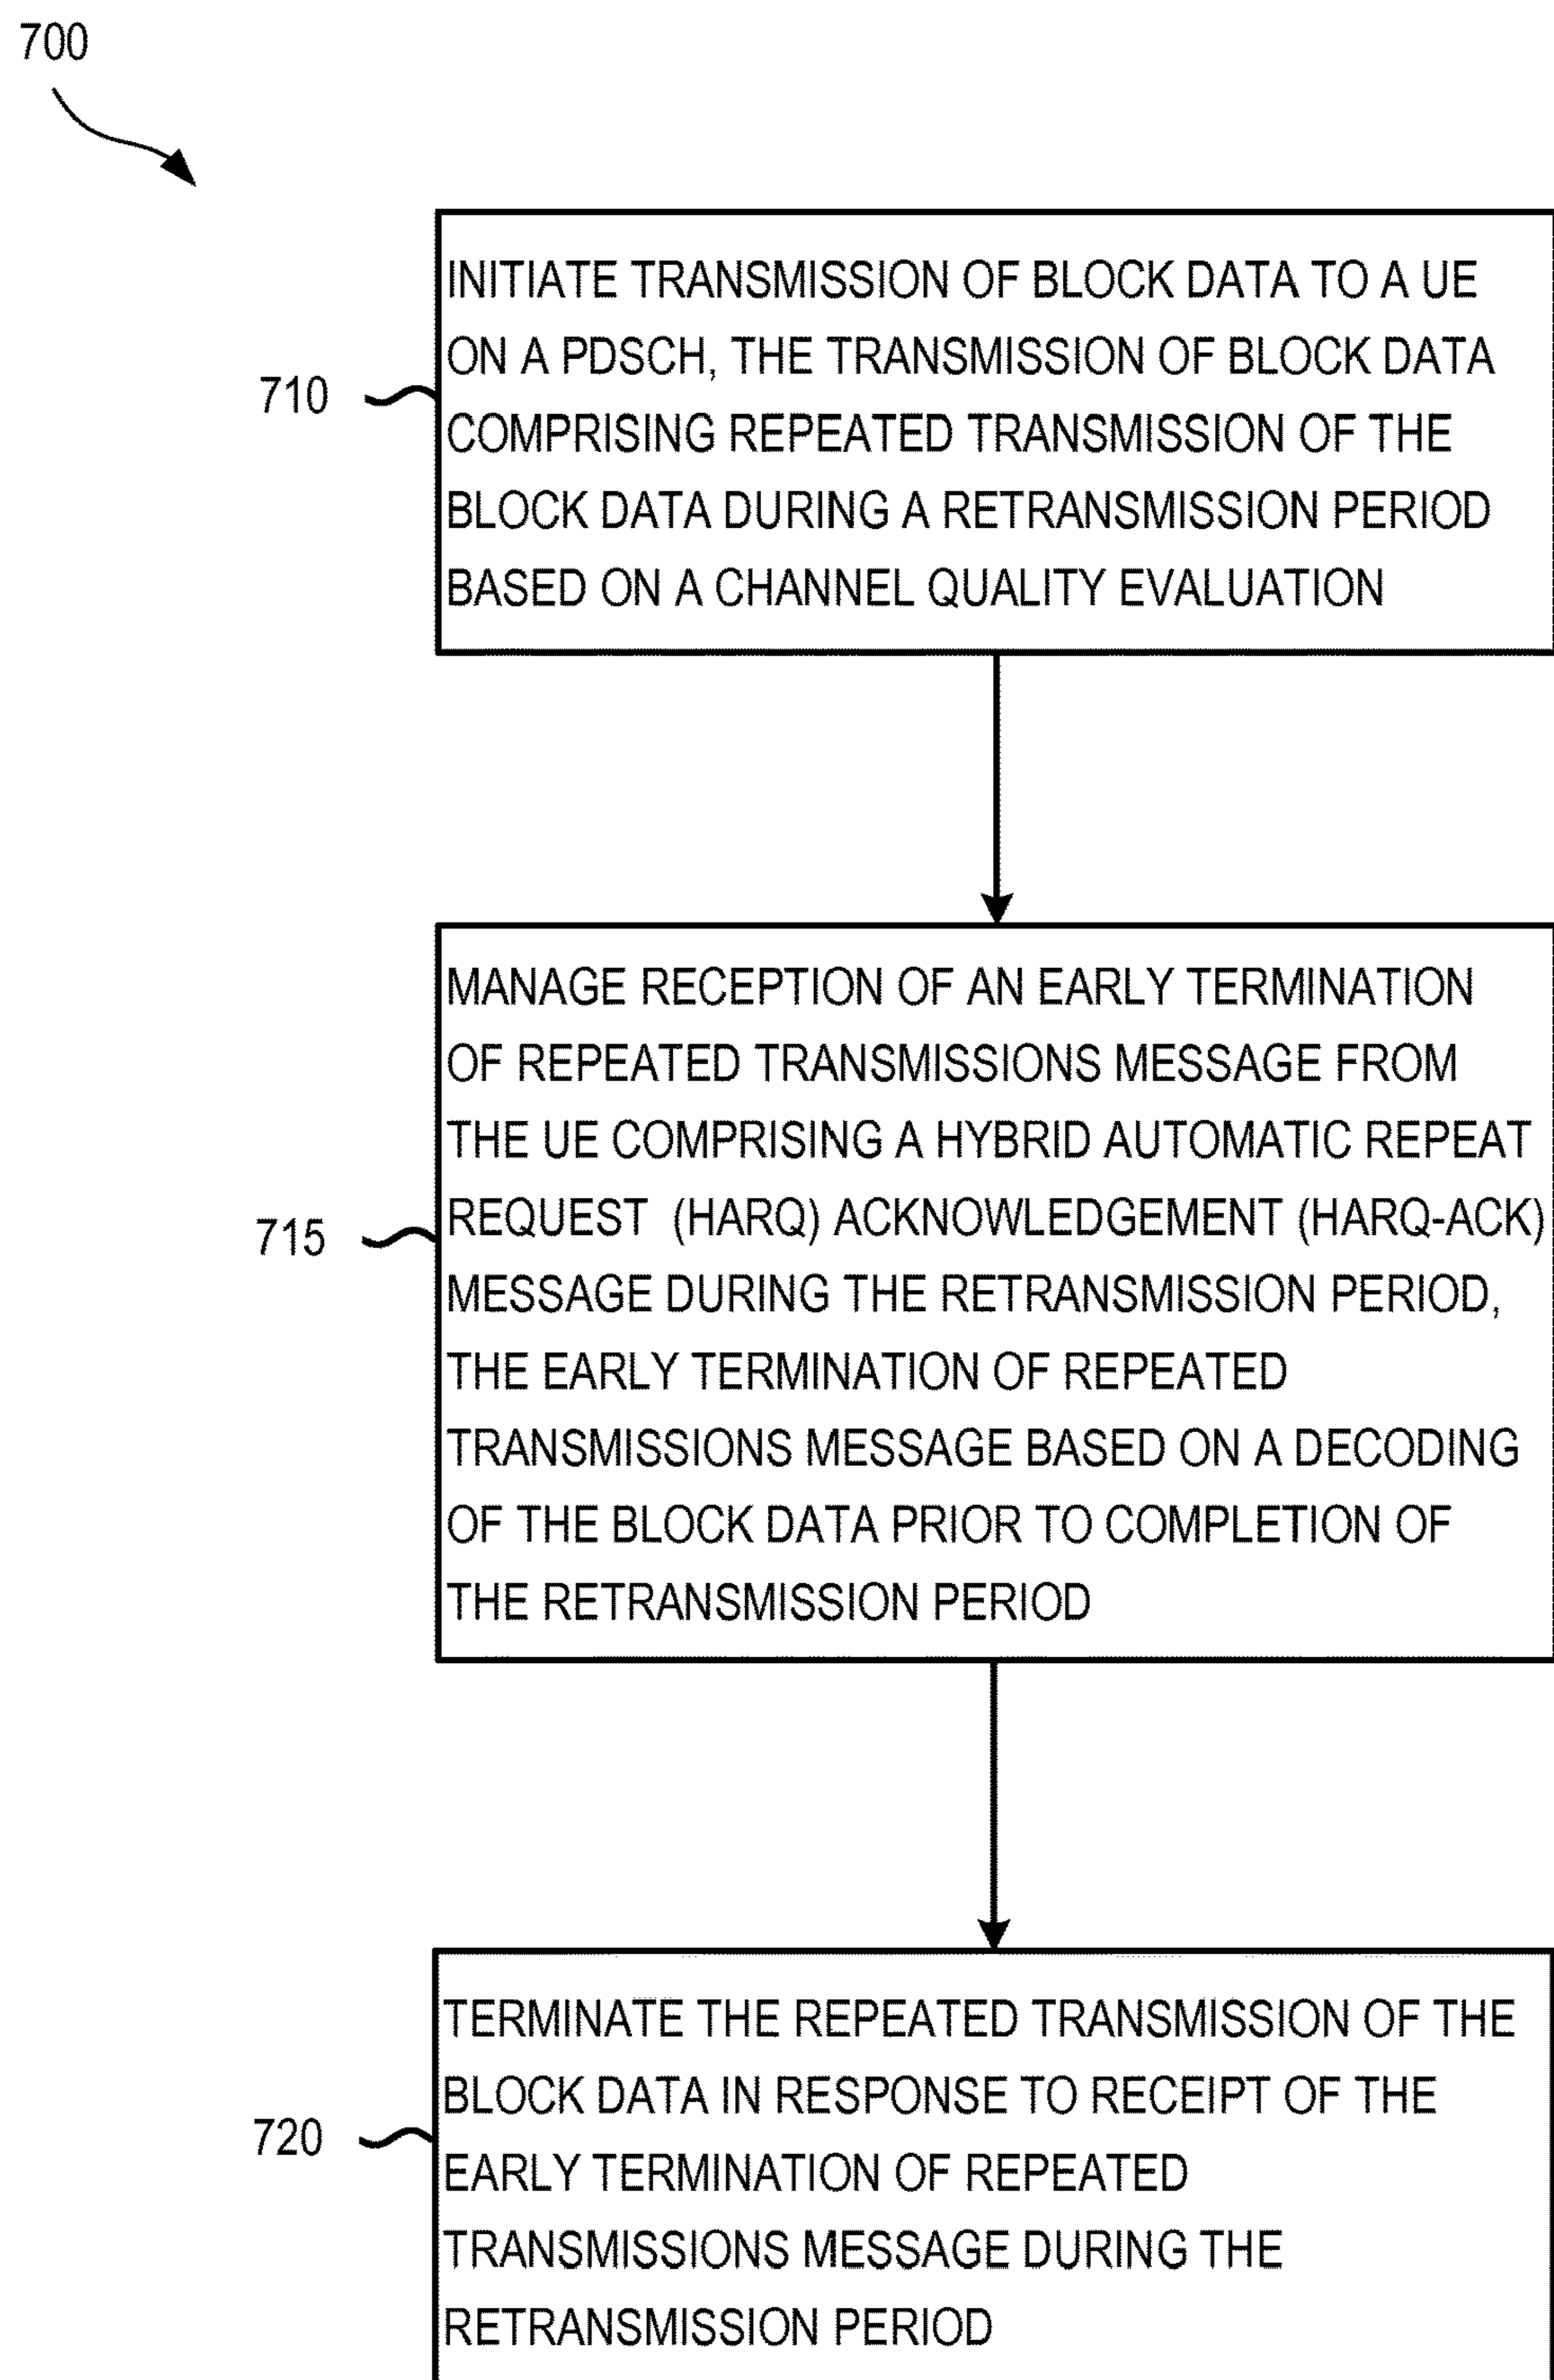 700
710
INITIATE TRANSMISSION OF BLOCK DATA TO A UE
ON A PDSCH, THE TRANSMISSION OF BLOCK DATA
COMPRISING REPEATED TRANSMISSION OF THE
BLOCK DATA DURING A RETRANSMISSION PERIOD
BASED ON A CHANNEL QUALITY EVALUATION
715
MANAGE RECEPTION OF AN EARLY TERMINATION
OF REPEATED TRANSMISSIONS MESSAGE FROM
THE UE COMPRISING A HYBRID AUTOMATIC REPEAT
REQUEST (HARQ) ACKNOWLEDGEMENT (HARQ-ACK)
MESSAGE DURING THE RETRANSMISSION PERIOD,
THE EARLY TERMINATION OF REPEATED
TRANSMISSIONS MESSAGE BASED ON A DECODING
OF THE BLOCK DATA PRIOR TO COMPLETION OF
THE RETRANSMISSION PERIOD
720
TERMINATE THE REPEATED TRANSMISSION OF THE
BLOCK DATA IN RESPONSE TO RECEIPT OF THE
EARLY TERMINATION OF REPEATED
TRANSMISSIONS MESSAGE DURING THE
RETRANSMISSION PERIOD